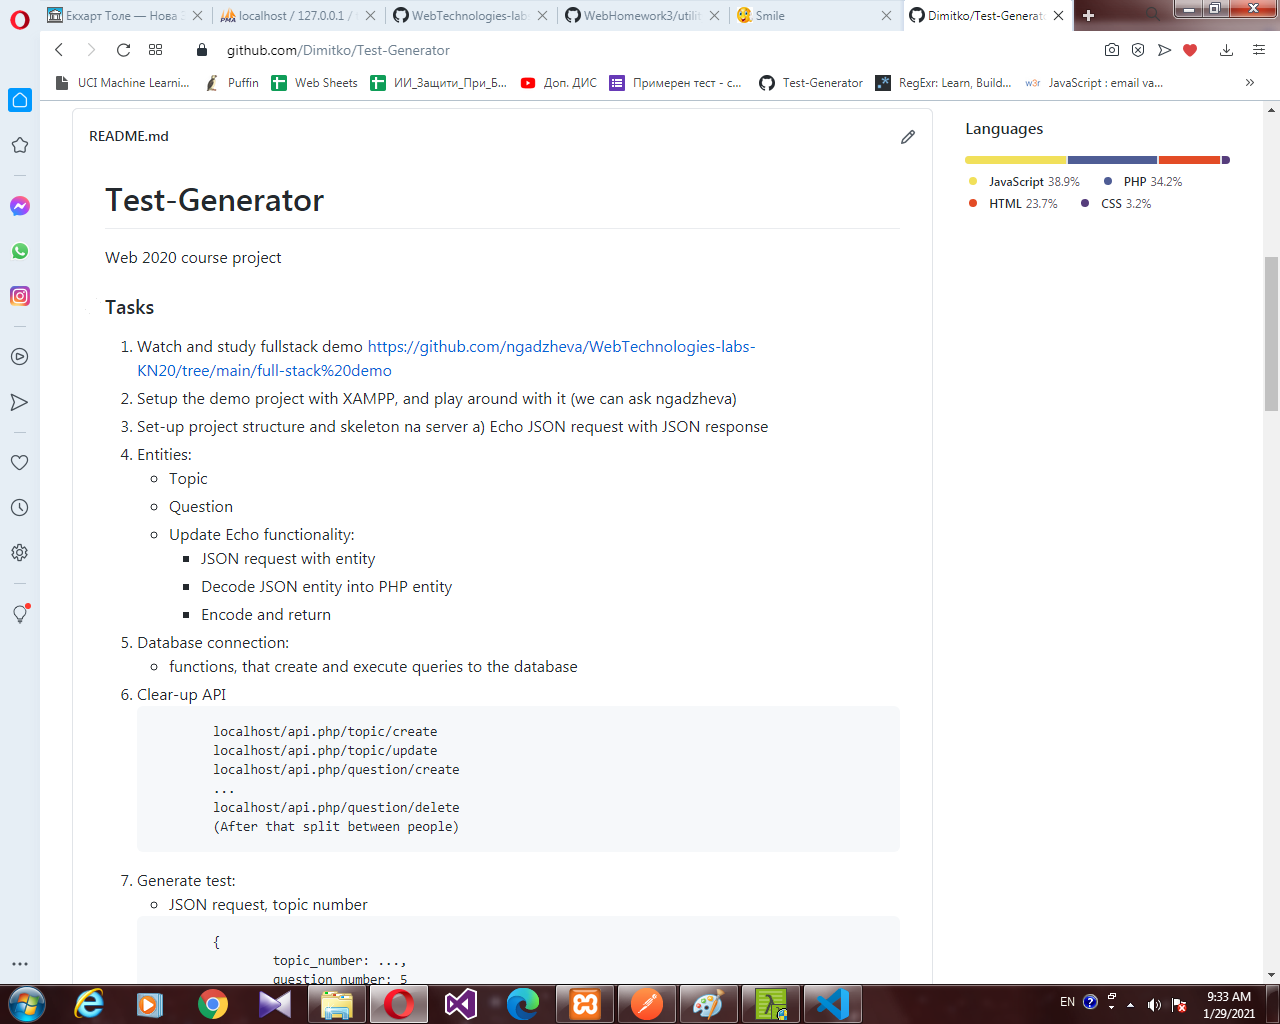 Екхарт Толе — Нова З
localhost / 127.0.0.1 /
WebTechnologies-labs
WebHomework3/utilit
Smile
Dimitko/Test-Generato
github.com/Dimitko/Test-Generator
UCI Machine Learni...
Puffin
Web Sheets
ИИ_Защити_При_Б...
Доп. ДИС
Примерен тест - с...
Test-Generator
RegExr: Learn, Build...
w3r JavaScript : email va...
README.md
Test-Generator
Web 2020 course project
Tasks
1. Watch and study fullstack demo https://github.com/ngadzheva/WebTechnologies-labs-
KN20/tree/main/full-stack%20demo
2. Setup the demo project with XAMPP, and play around with it (we can ask ngadzheva)
3. Set-up project structure and skeleton na server a) Echo JSON request with JSON response
4. Entities:
Topic
Question
Update Echo functionality:
JSON request with entity
Decode JSON entity into PHP entity
Encode and return
5. Database connection:
functions, that create and execute queries to the database
6. Clear-up API
localhost/api.php/topic/create
localhost/api.php/topic/update
localhost/api.php/question/create
...
localhost/api.php/question/delete
(After that split between people)
7. Generate test:
JSON request, topic number
{
topic_number: ...,
question number: 5
Languages
JavaScript 38.9%
PHP 34.2%
HTML 23.7%
CSS 3.2%
EN
9:33 AM
1/29/2021